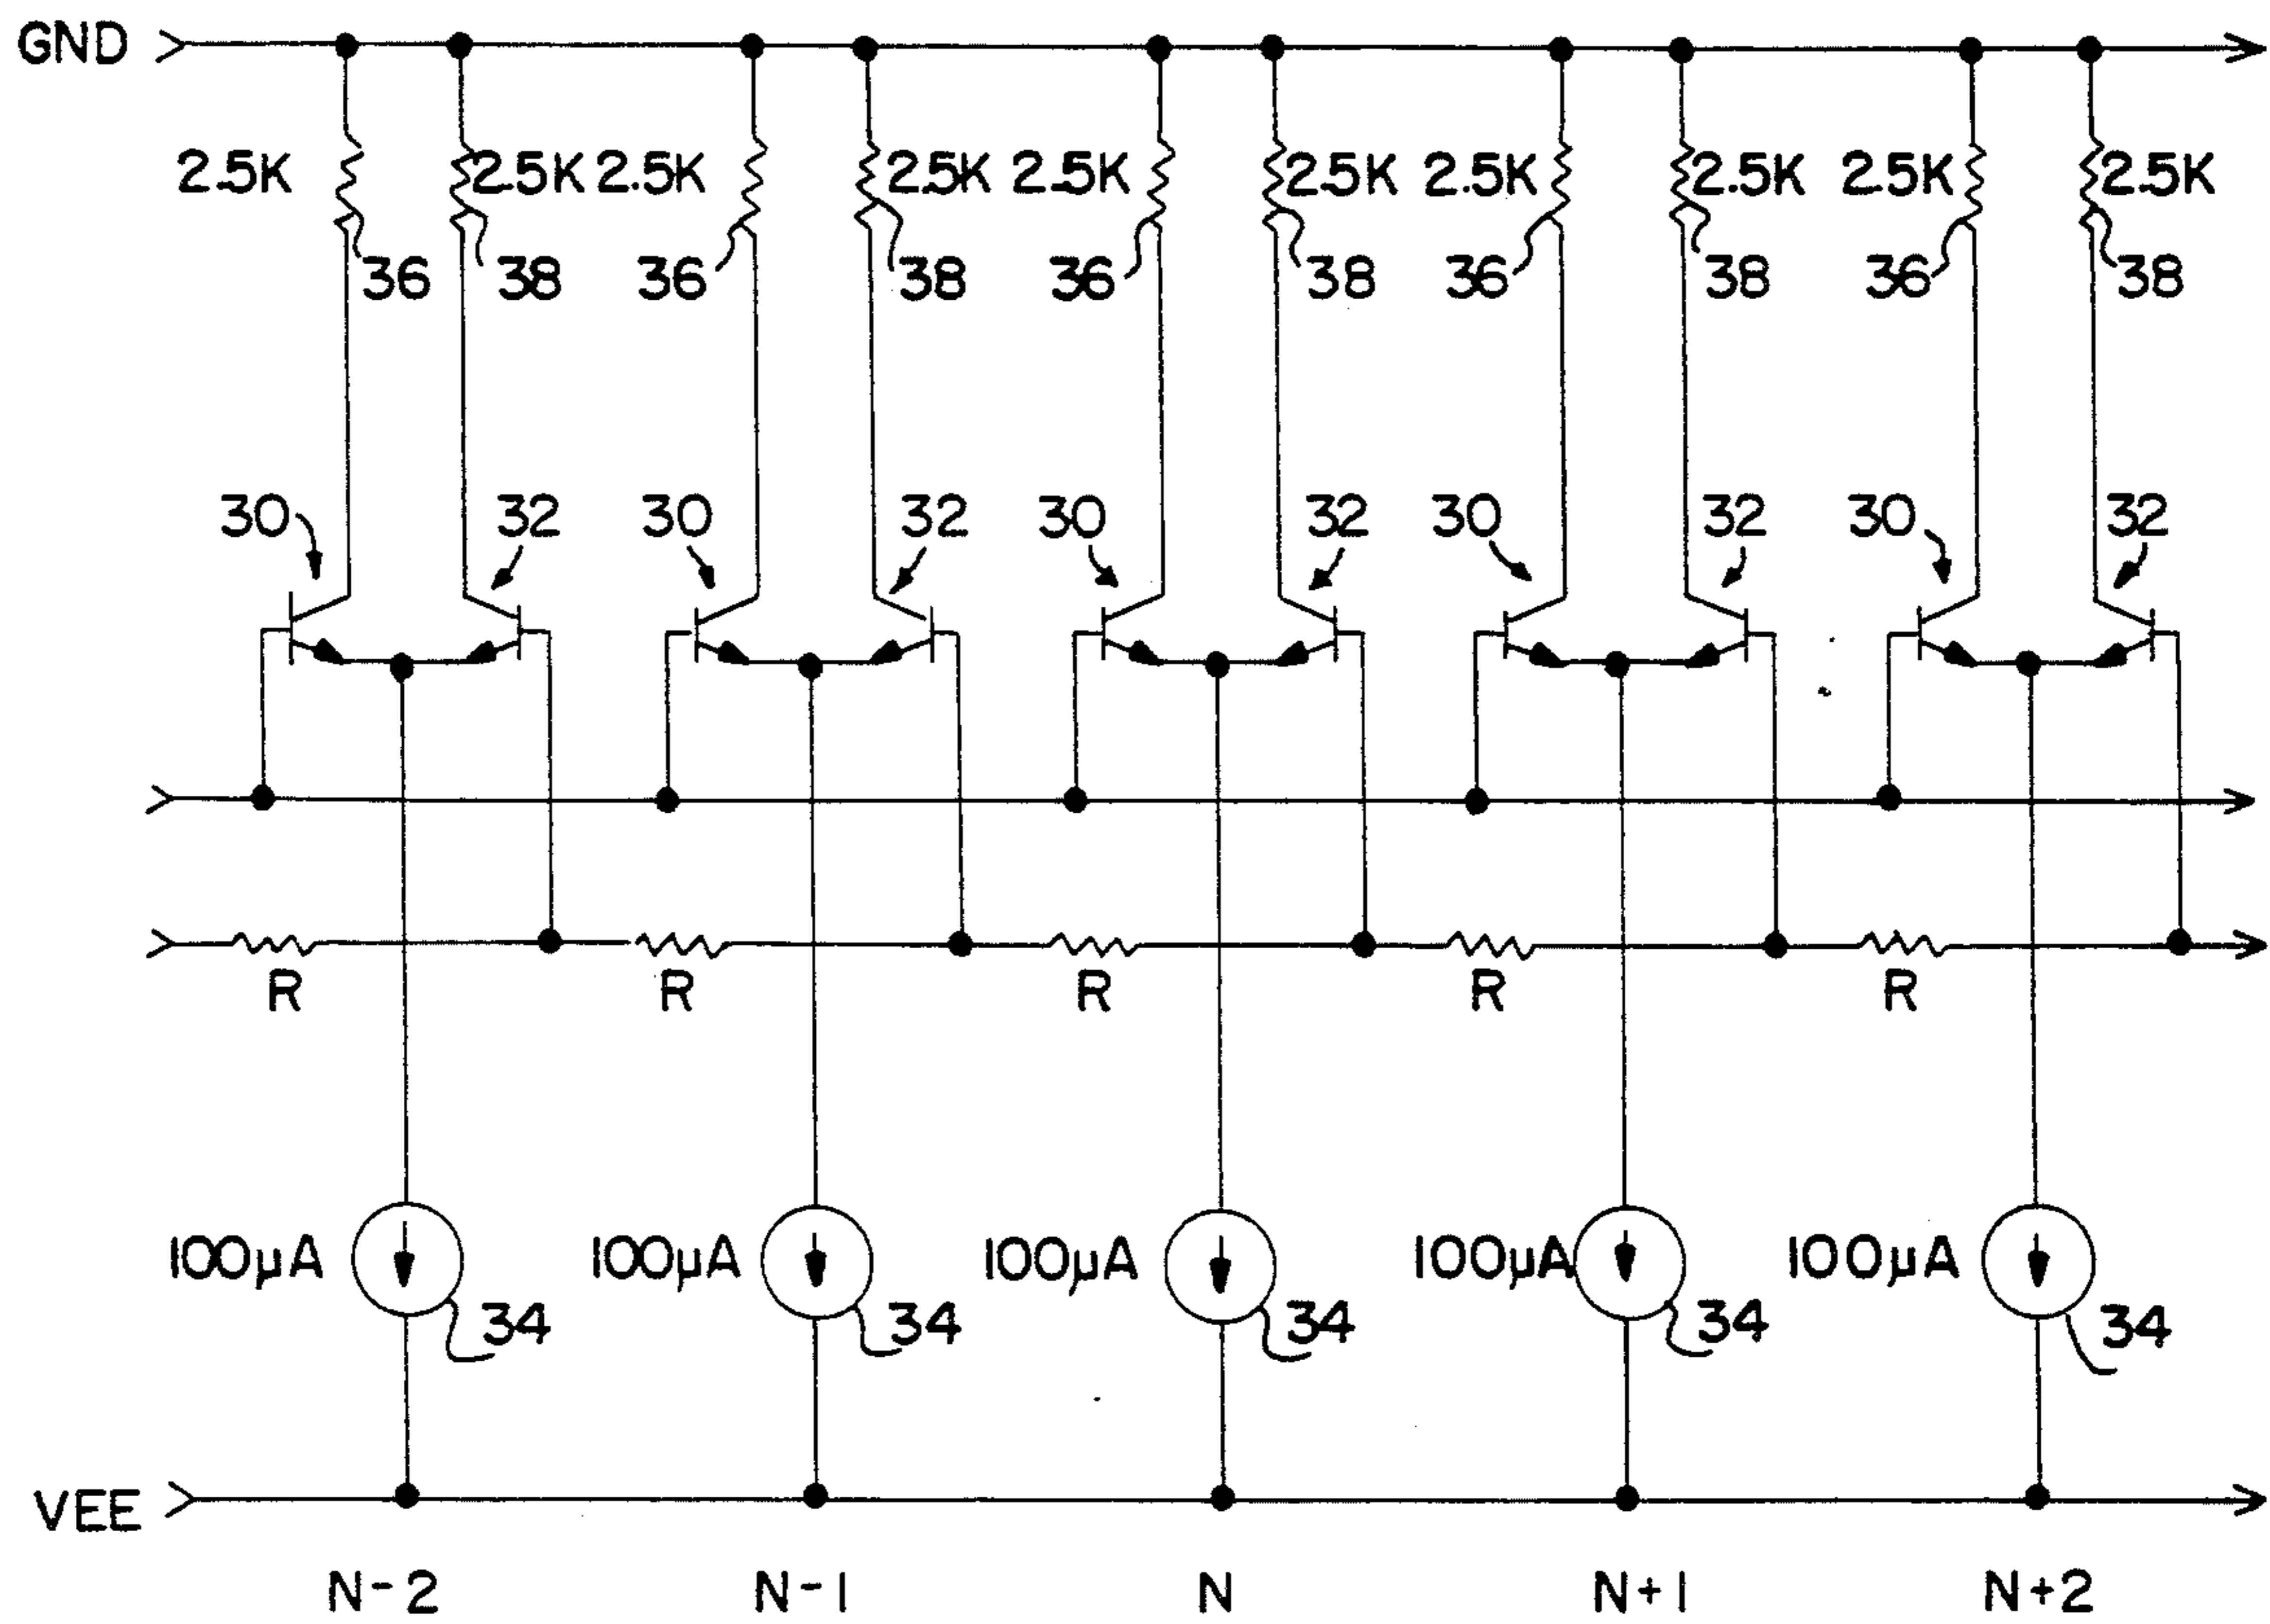 GND
2.5K 2.5K 2.5K 2.5K 2.5K 2.5K 2.5K 2.5K 2.5K 2.5K
36 38 36 38 36 38 36 38 36 38
30 32 30 32 30 32 30 32 30 32
R R R R R
100μA 100μA 100μA 100μA 100μA
34 34 34 34 34
VEE
N-2 N-1 N N+1 N+2